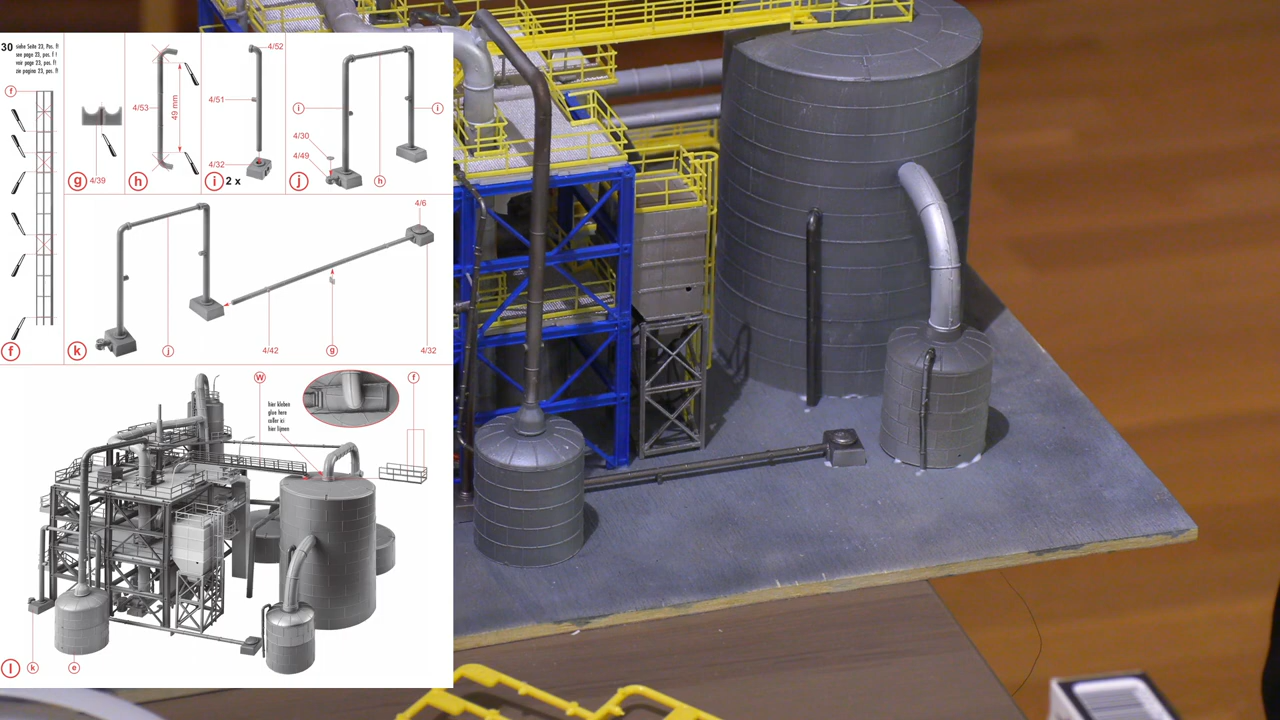 30 siehe Seite 23, Pos. f!
see page 23, pos. f !
voir page 23, pos. f!
zie pagina 23, pos. f!
f
f
g 4/39
4/53
49 mm
h
4/52
4/51
4/32
i 2 x
i
i
4/30
4/49
j
h
4/6
k
j
4/42
g
4/32
W
f
hier kleben
glue here
coller ici
hier lijmen
l
k
e